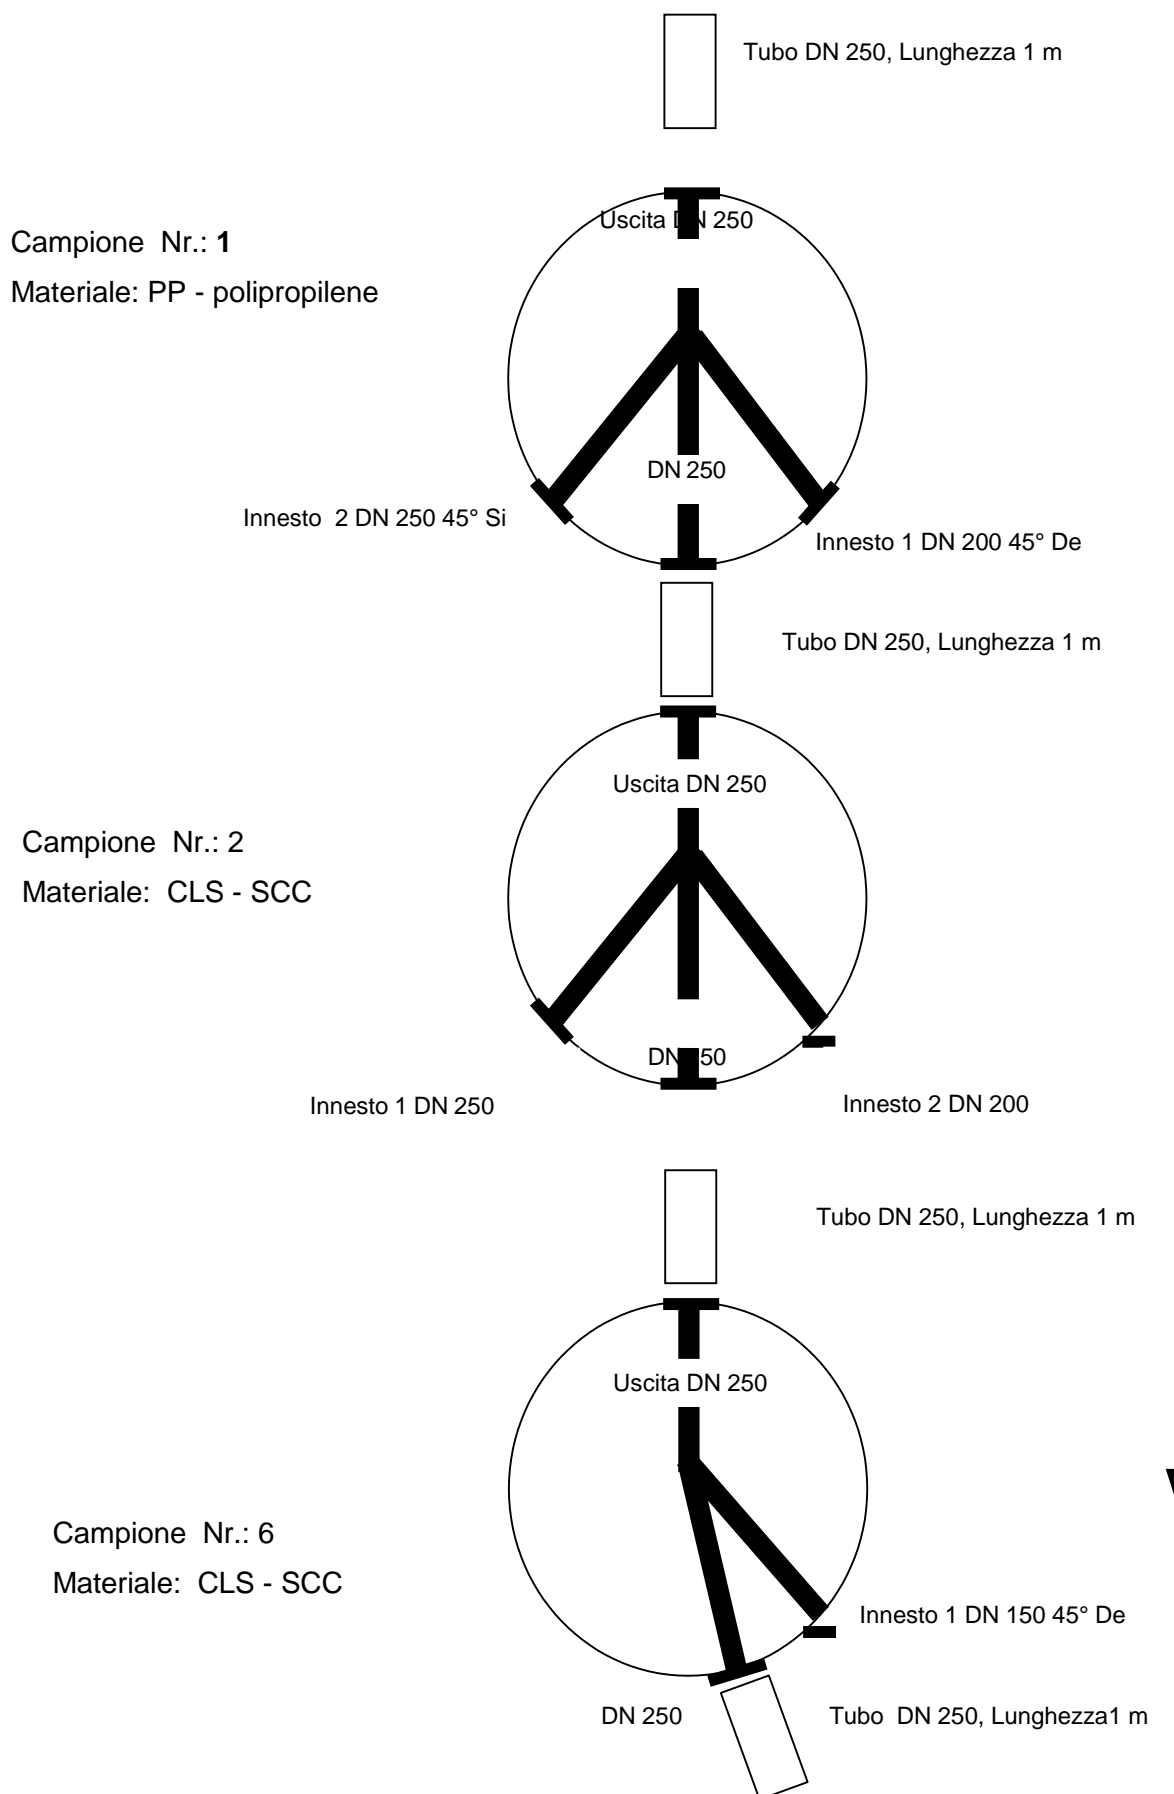 Tubo DN 250, Lunghezza 1 m
Uscita DN 250
Campione Nr.: 1
Materiale: PP - polipropilene
DN 250
Innesto 2 DN 250 45° Si
Innesto 1 DN 200 45° De
Tubo DN 250, Lunghezza 1 m
Uscita DN 250
Campione Nr.: 2
Materiale: CLS - SCC
DN 250
Innesto 1 DN 250
Innesto 2 DN 200
Tubo DN 250, Lunghezza 1 m
Uscita DN 250
Campione Nr.: 6
Materiale: CLS - SCC
Innesto 1 DN 150 45° De
DN 250
Tubo DN 250, Lunghezza1 m